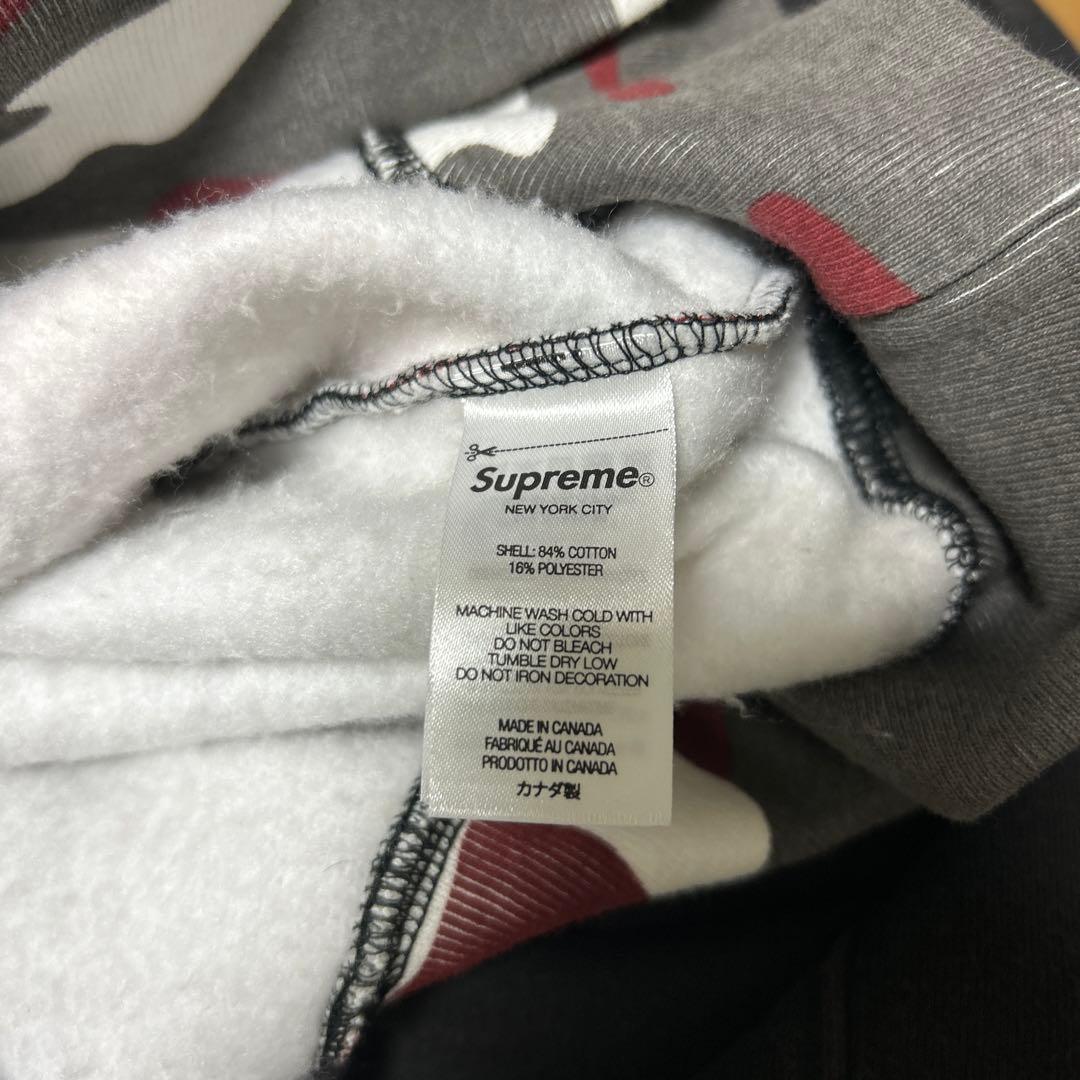 Supreme®
NEW YORK CITY
SHELL: 84% COTTON
16% POLYESTER
MACHINE WASH COLD WITH
LIKE COLORS
DO NOT BLEACH
TUMBLE DRY LOW
DO NOT IRON DECORATION
MADE IN CANADA
FABRIQUÉ AU CANADA
PRODOTTO IN CANADA
カナダ製